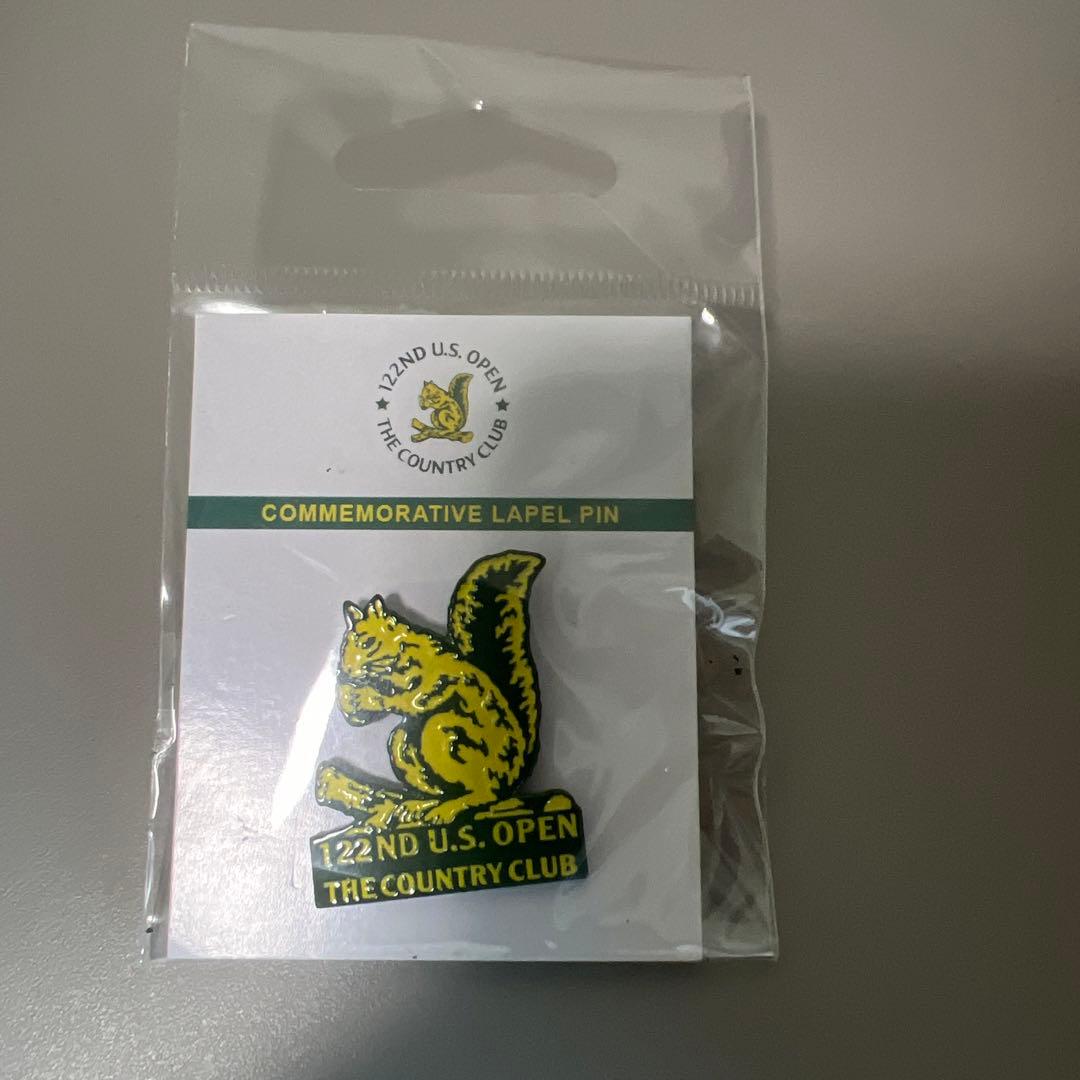 122ND U.S. OPEN
THE COUNTRY CLUB
COMMEMORATIVE LAPEL PIN
122ND U.S. OPEN
THE COUNTRY CLUB